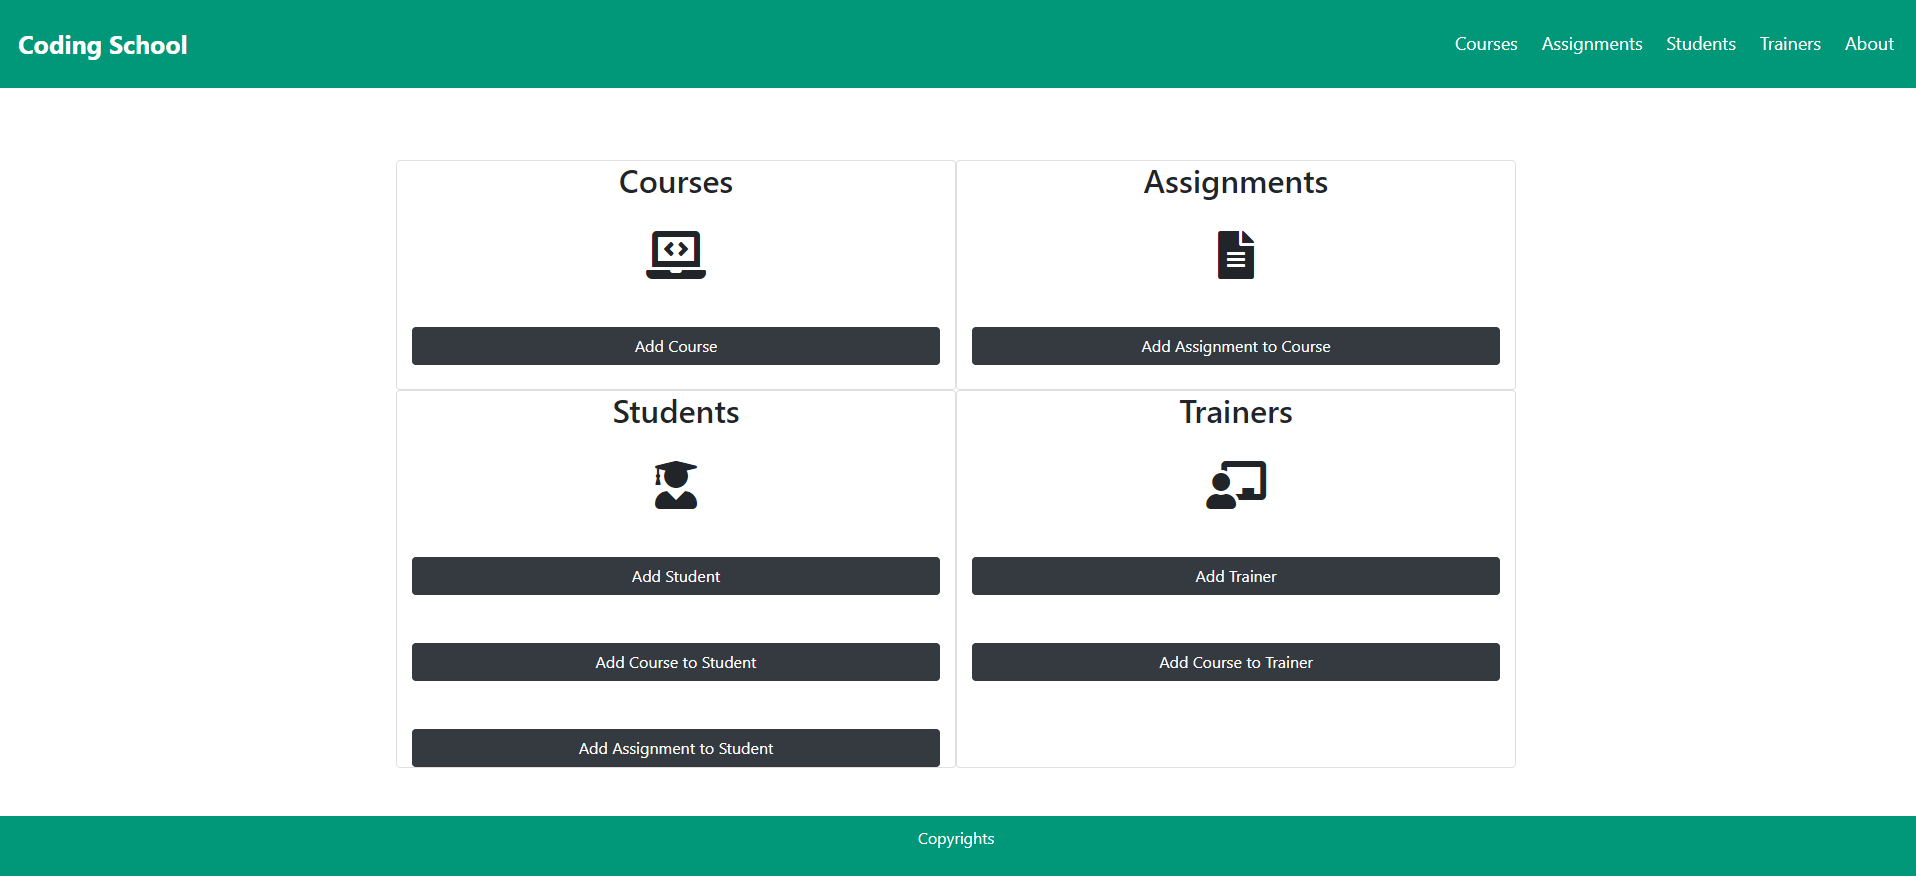 Coding School
Courses Assignments Students Trainers About
Courses
Add Course
Assignments
Add Assignment to Course
Students
Add Student
Add Course to Student
Add Assignment to Student
Trainers
Add Trainer
Add Course to Trainer
Copyrights